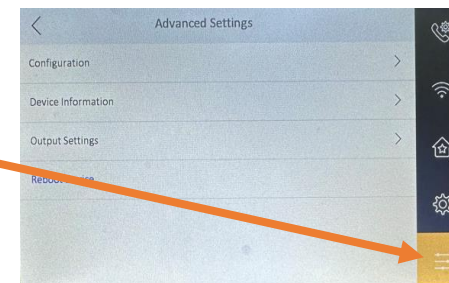 Advanced Settings
Configuration
Device Information
Output Settings